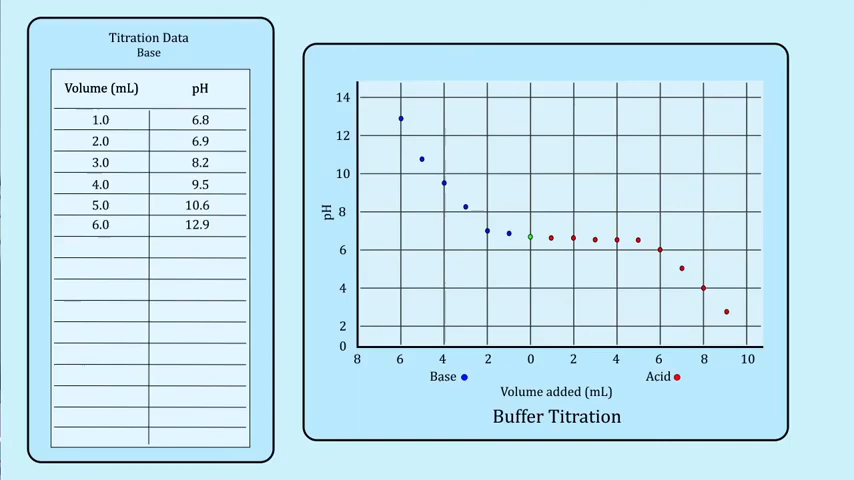 Titration Data
Base
Volume (mL) pH
1.0 6.8
2.0 6.9
3.0 8.2
4.0 9.5
5.0 10.6
6.0 12.9
14
12
10
pH 8
6
4
2
0
8 6 4 2 0 2 4 6 8 10
Base Acid
Volume added (mL)
Buffer Titration